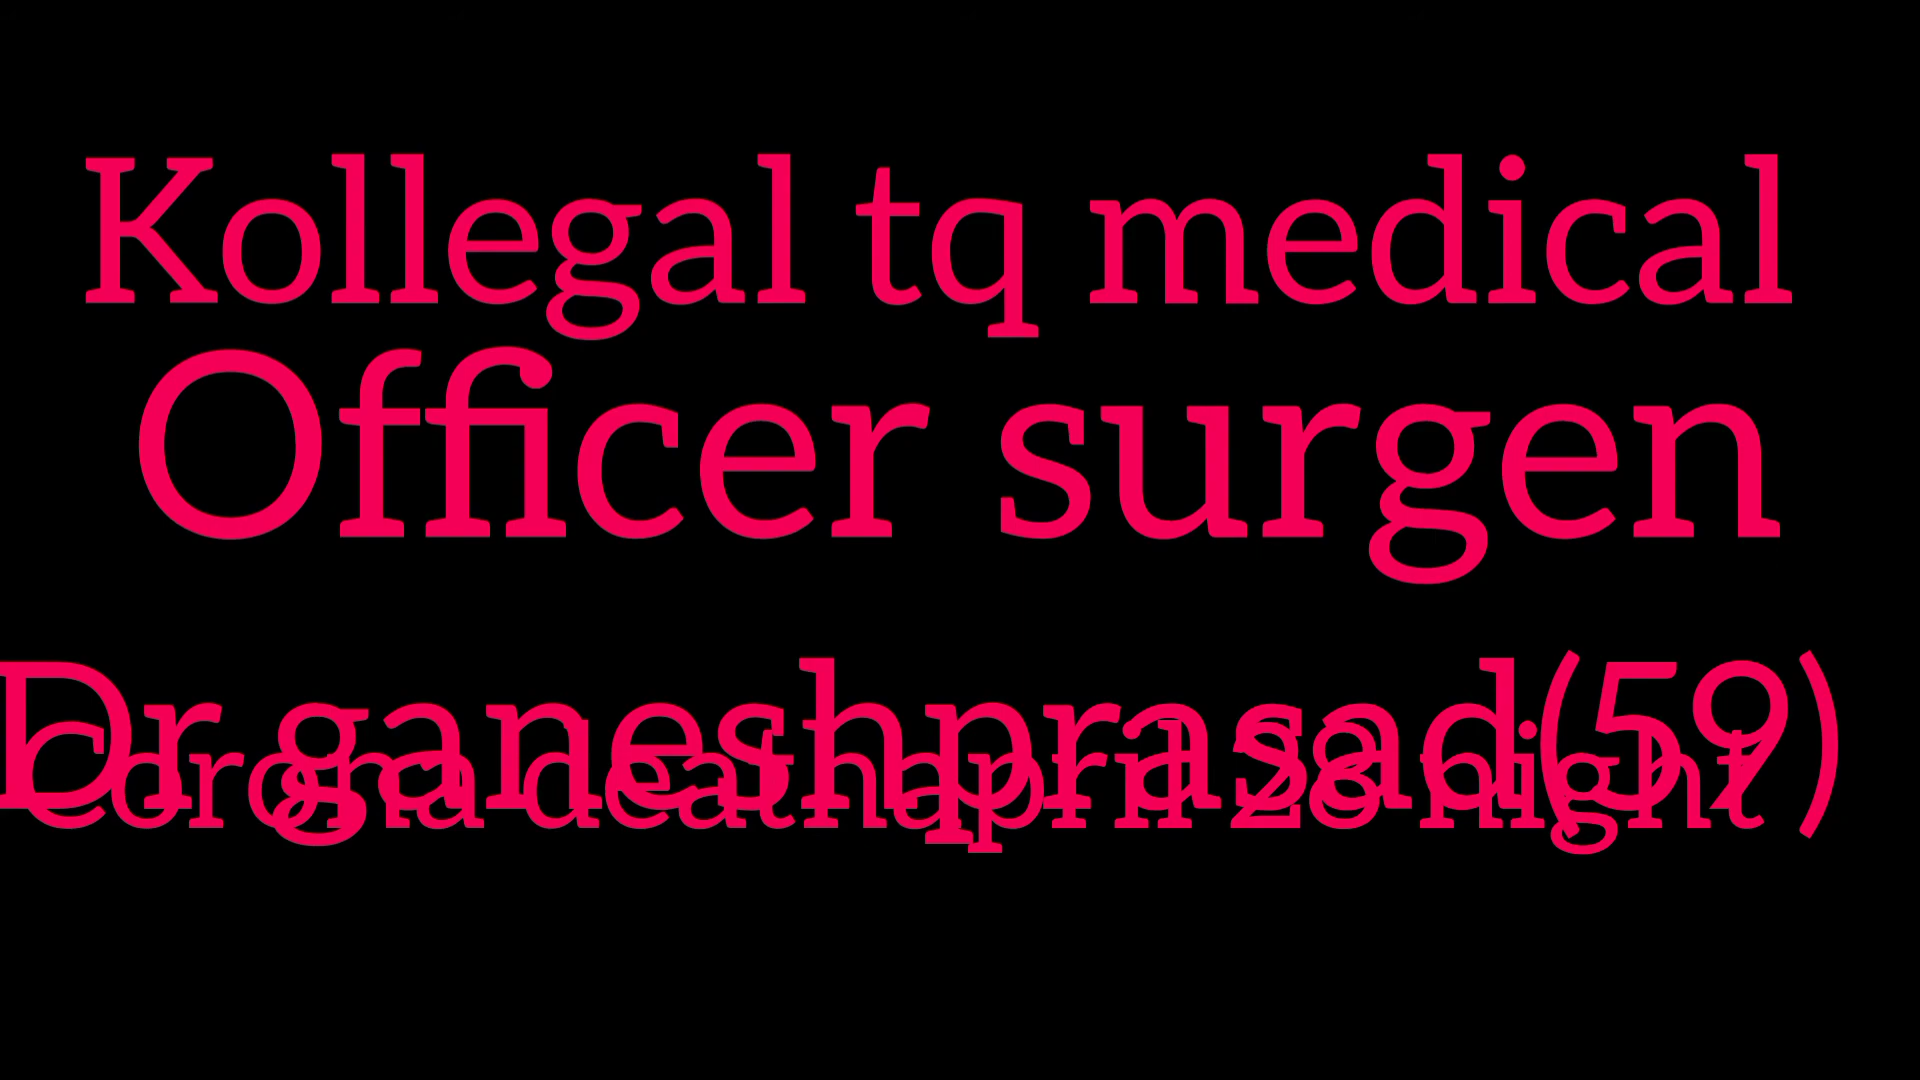 Kollegal tq medical
Officer surgen
Dr ganeshprasad(59)
Corona death april 28 night